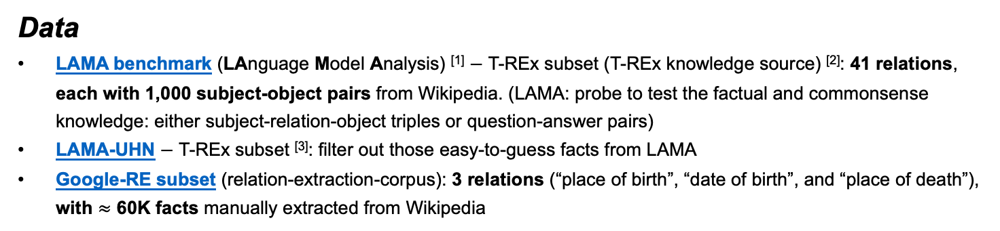 Data
• LAMA benchmark (LAnguage Model Analysis) [1] – T-REx subset (T-REx knowledge source) [2]: 41 relations,
each with 1,000 subject-object pairs from Wikipedia. (LAMA: probe to test the factual and commonsense
knowledge: either subject-relation-object triples or question-answer pairs)
• LAMA-UHN – T-REx subset [3]: filter out those easy-to-guess facts from LAMA
• Google-RE subset (relation-extraction-corpus): 3 relations (“place of birth”, “date of birth”, and “place of death”),
with ≈ 60K facts manually extracted from Wikipedia